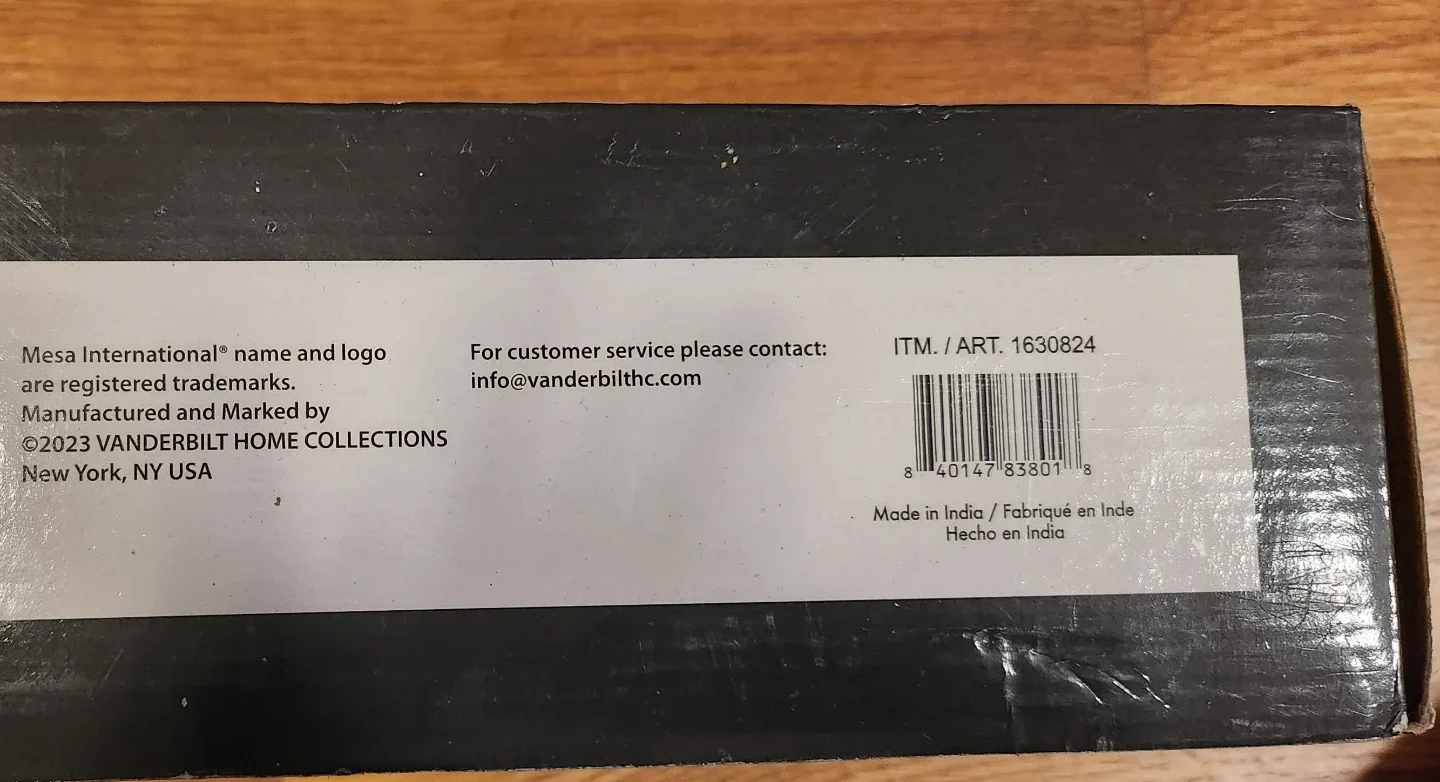 Mesa International® name and logo
are registered trademarks.
Manufactured and Marked by
©2023 VANDERBILT HOME COLLECTIONS
New York, NY USA
For customer service please contact:
info@vanderbilthc.com
ITM. / ART. 1630824
8 40147 83801 8
Made in India / Fabriqué en Inde
Hecho en India